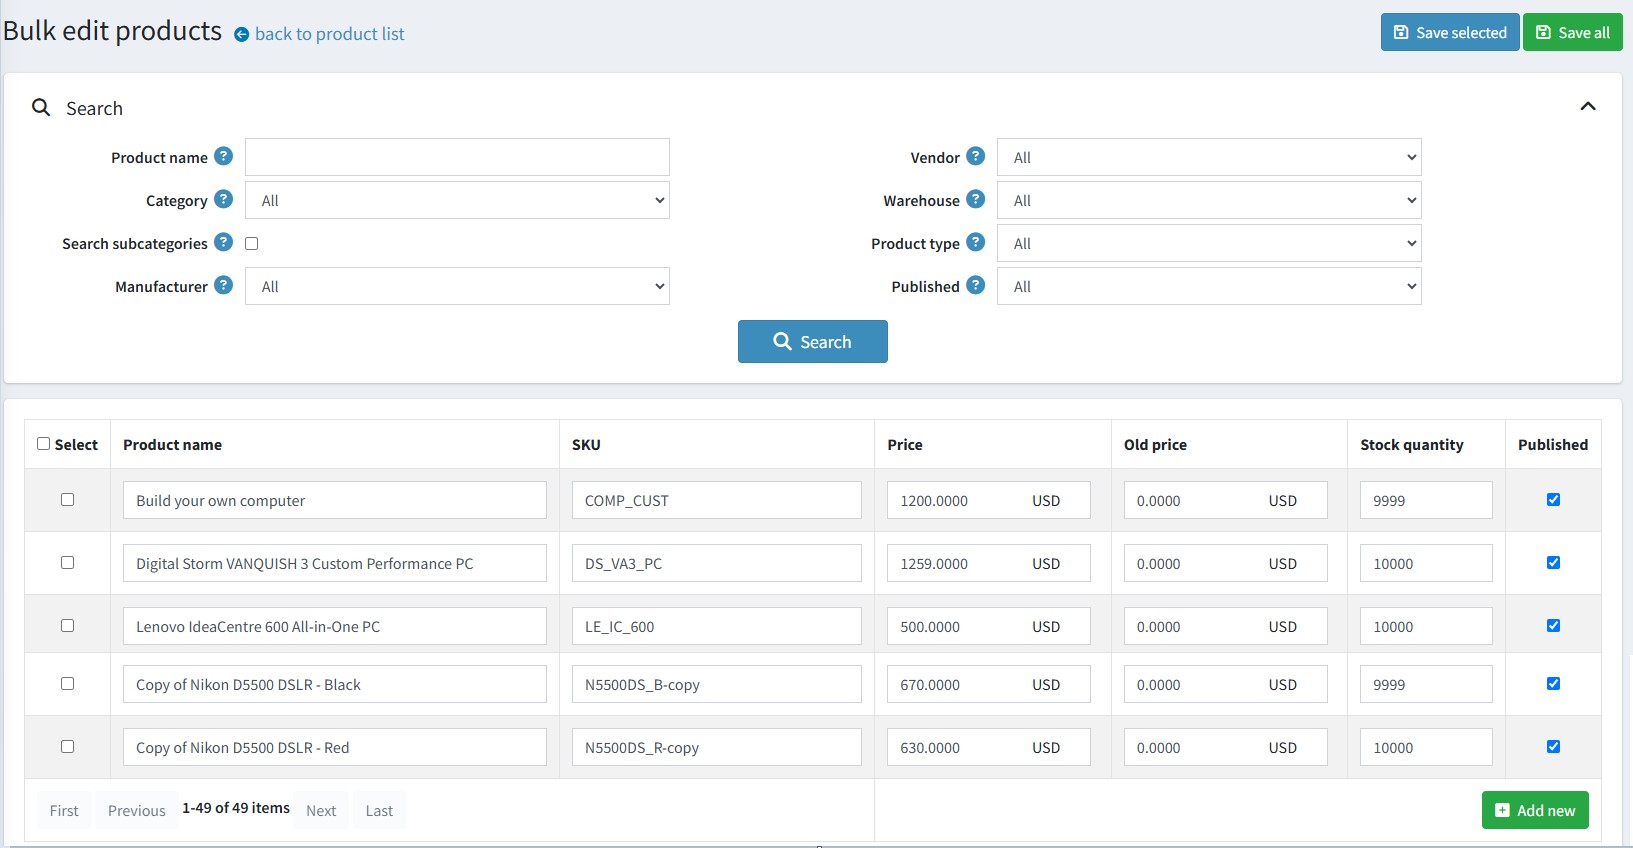 Bulk edit products back to product list Save selected Save all
Search
Product name Vendor All
Category All Warehouse All
Search subcategories Product type All
Manufacturer All Published All
Search
Select Product name SKU Price Old price Stock quantity Published
Build your own computer COMP_CUST 1200.0000 USD 0.0000 USD 9999
Digital Storm VANQUISH 3 Custom Performance PC DS_VA3_PC 1259.0000 USD 0.0000 USD 10000
Lenovo IdeaCentre 600 All-in-One PC LE_IC_600 500.0000 USD 0.0000 USD 10000
Copy of Nikon D5500 DSLR - Black N5500DS_B-copy 670.0000 USD 0.0000 USD 9999
Copy of Nikon D5500 DSLR - Red N5500DS_R-copy 630.0000 USD 0.0000 USD 10000
First Previous 1-49 of 49 items Next Last Add new